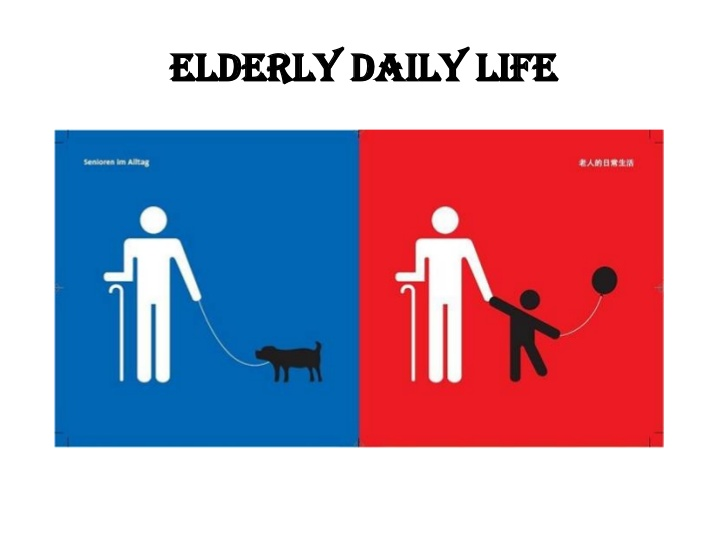 ELDERLY DAILY LIFE
Senioren im Alltag
老人的日常生活